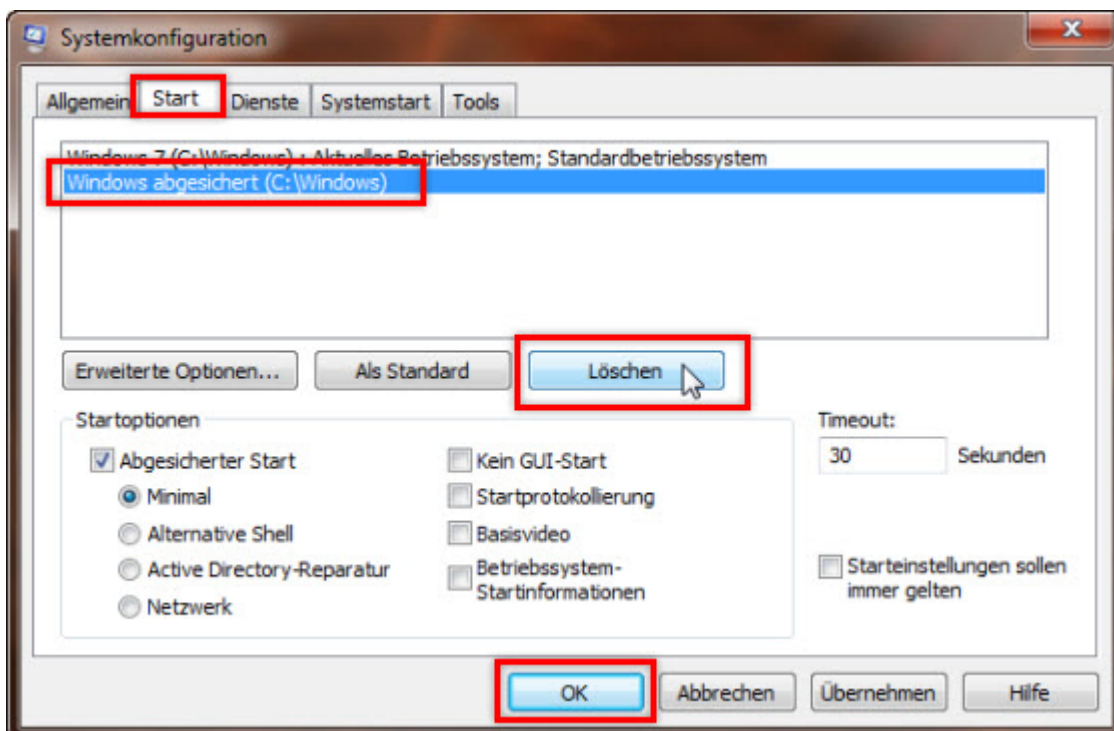 Systemkonfiguration
Allgemein Start Dienste Systemstart Tools
Windows 7 (C:\Windows) : Aktuelles Betriebssystem; Standardbetriebssystem
Windows abgesichert (C:\Windows)
Erweiterte Optionen... Als Standard Löschen
Startoptionen
Timeout:
Abgesicherter Start Kein GUI-Start 30 Sekunden
Minimal Startprotokollierung
Alternative Shell Basisvideo
Active Directory-Reparatur Betriebssystem-
Startinformationen
Netzwerk
Starteinstellungen sollen
immer gelten
OK Abbrechen Übernehmen Hilfe